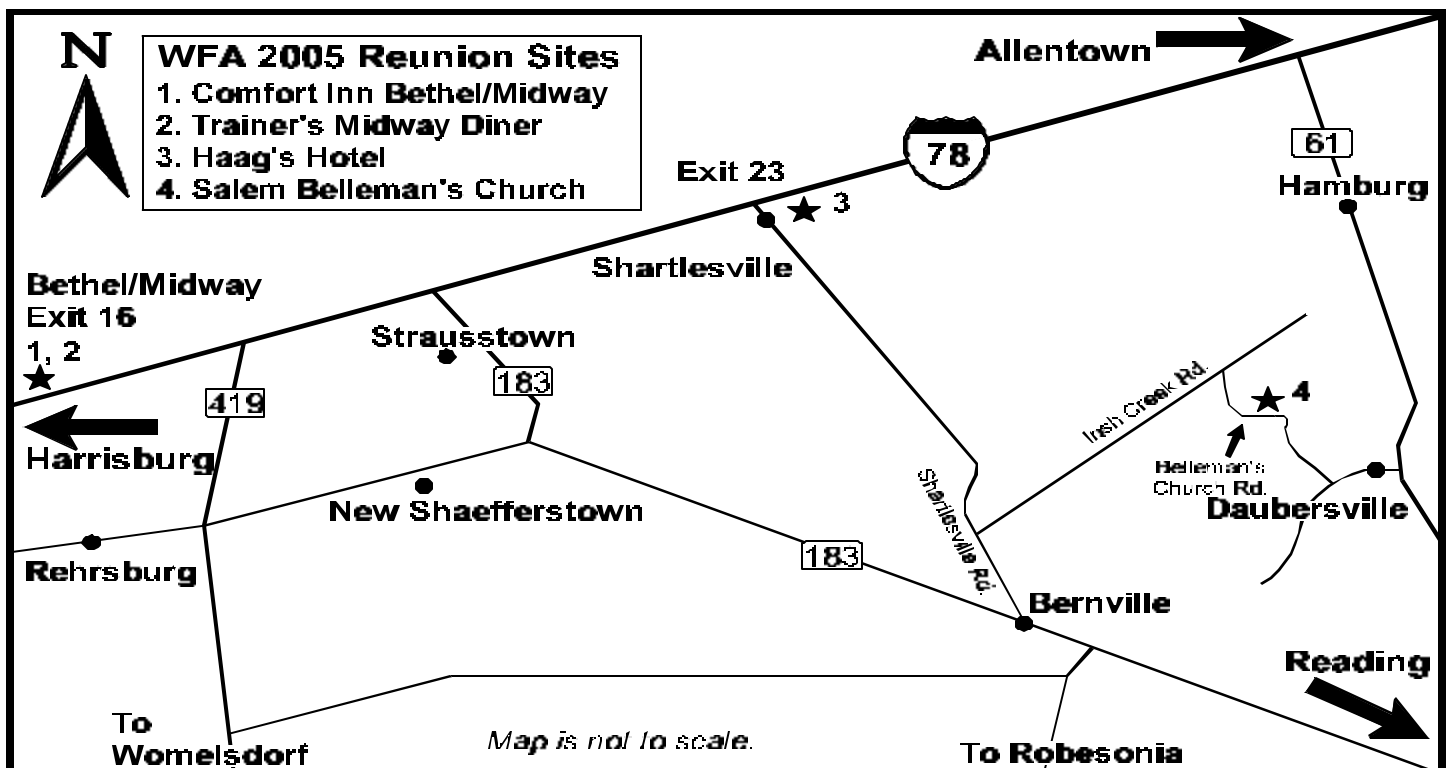 N
WFA 2005 Reunion Sites
1. Comfort Inn Bethel/Midway
2. Trainer's Midway Diner
3. Haag's Hotel
4. Salem Belleman's Church
Allentown
78
61
Hamburg
Exit 23
3
Shartlesville
Bethel/Midway
Exit 16
1, 2
Strausstown
183
419
Harrisburg
Irish Creek Rd.
4
Belleman's
Church Rd.
Daubersville
New Shaefferstown
Shartlesville Rd.
183
Rehrsburg
Bernville
Reading
To
Womelsdorf
Map is not to scale.
To Robesonia